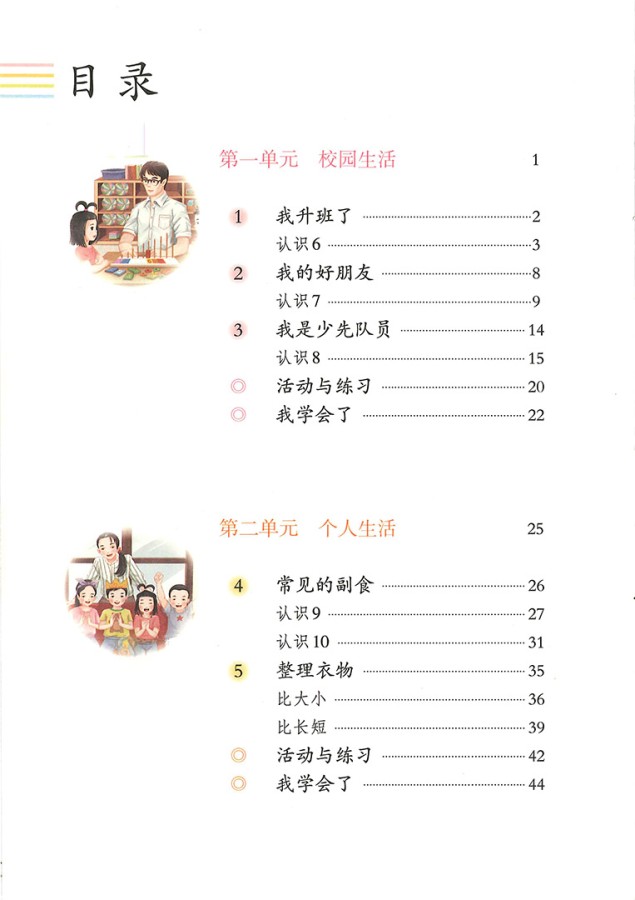 目录
第一单元 校园生活 1
1 我升班了 2
认识6 3
2 我的好朋友 8
认识7 9
3 我是少先队员 14
认识8 15
◎ 活动与练习 20
◎ 我学会了 22
第二单元 个人生活 25
4 常见的副食 26
认识9 27
认识10 31
5 整理衣物 35
比大小 36
比长短 39
◎ 活动与练习 42
◎ 我学会了 44